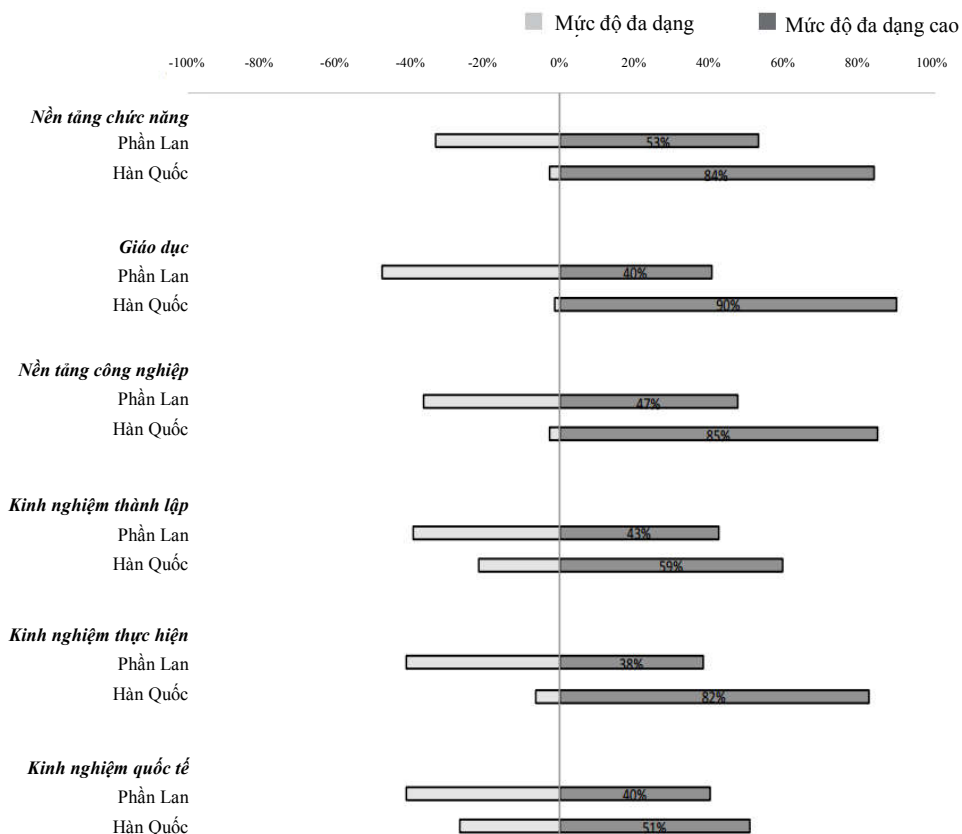 Mức độ đa dạng Mức độ đa dạng cao
-100% -80% -60% -40% -20% 0% 20% 40% 60% 80% 100%
Nền tảng chức năng
Phần Lan 53%
Hàn Quốc 84%
Giáo dục
Phần Lan 40%
Hàn Quốc 90%
Nền tảng công nghiệp
Phần Lan 47%
Hàn Quốc 85%
Kinh nghiệm thành lập
Phần Lan 43%
Hàn Quốc 59%
Kinh nghiệm thực hiện
Phần Lan 38%
Hàn Quốc 82%
Kinh nghiệm quốc tế
Phần Lan 40%
Hàn Quốc 51%